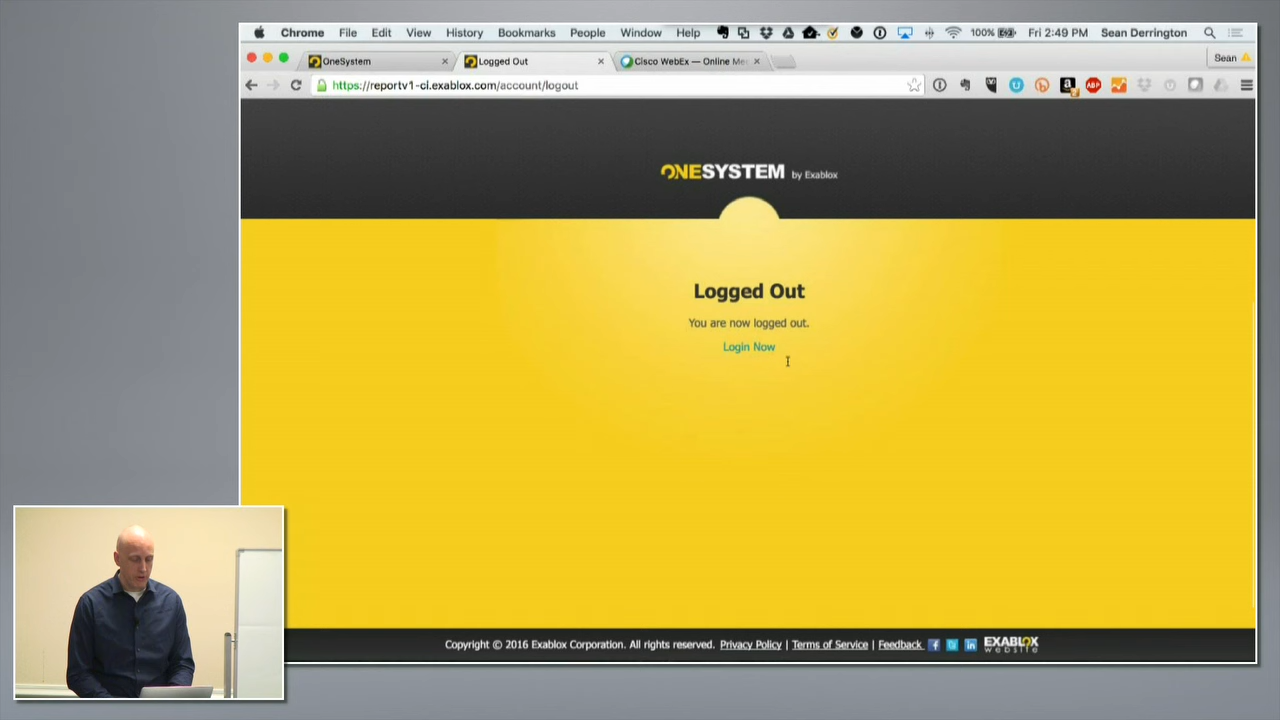 Chrome File Edit View History Bookmarks People Window Help 100% Fri 2:49 PM Sean Derrington
OneSystem Logged Out Cisco WebEx — Online Me Sean
https://reportv1-ci.exablox.com/account/logout
ABP
ONESYSTEM by Exablox
Logged Out
You are now logged out.
Login Now
Copyright © 2016 Exablox Corporation. All rights reserved. Privacy Policy | Terms of Service | Feedback EXABLOX
website